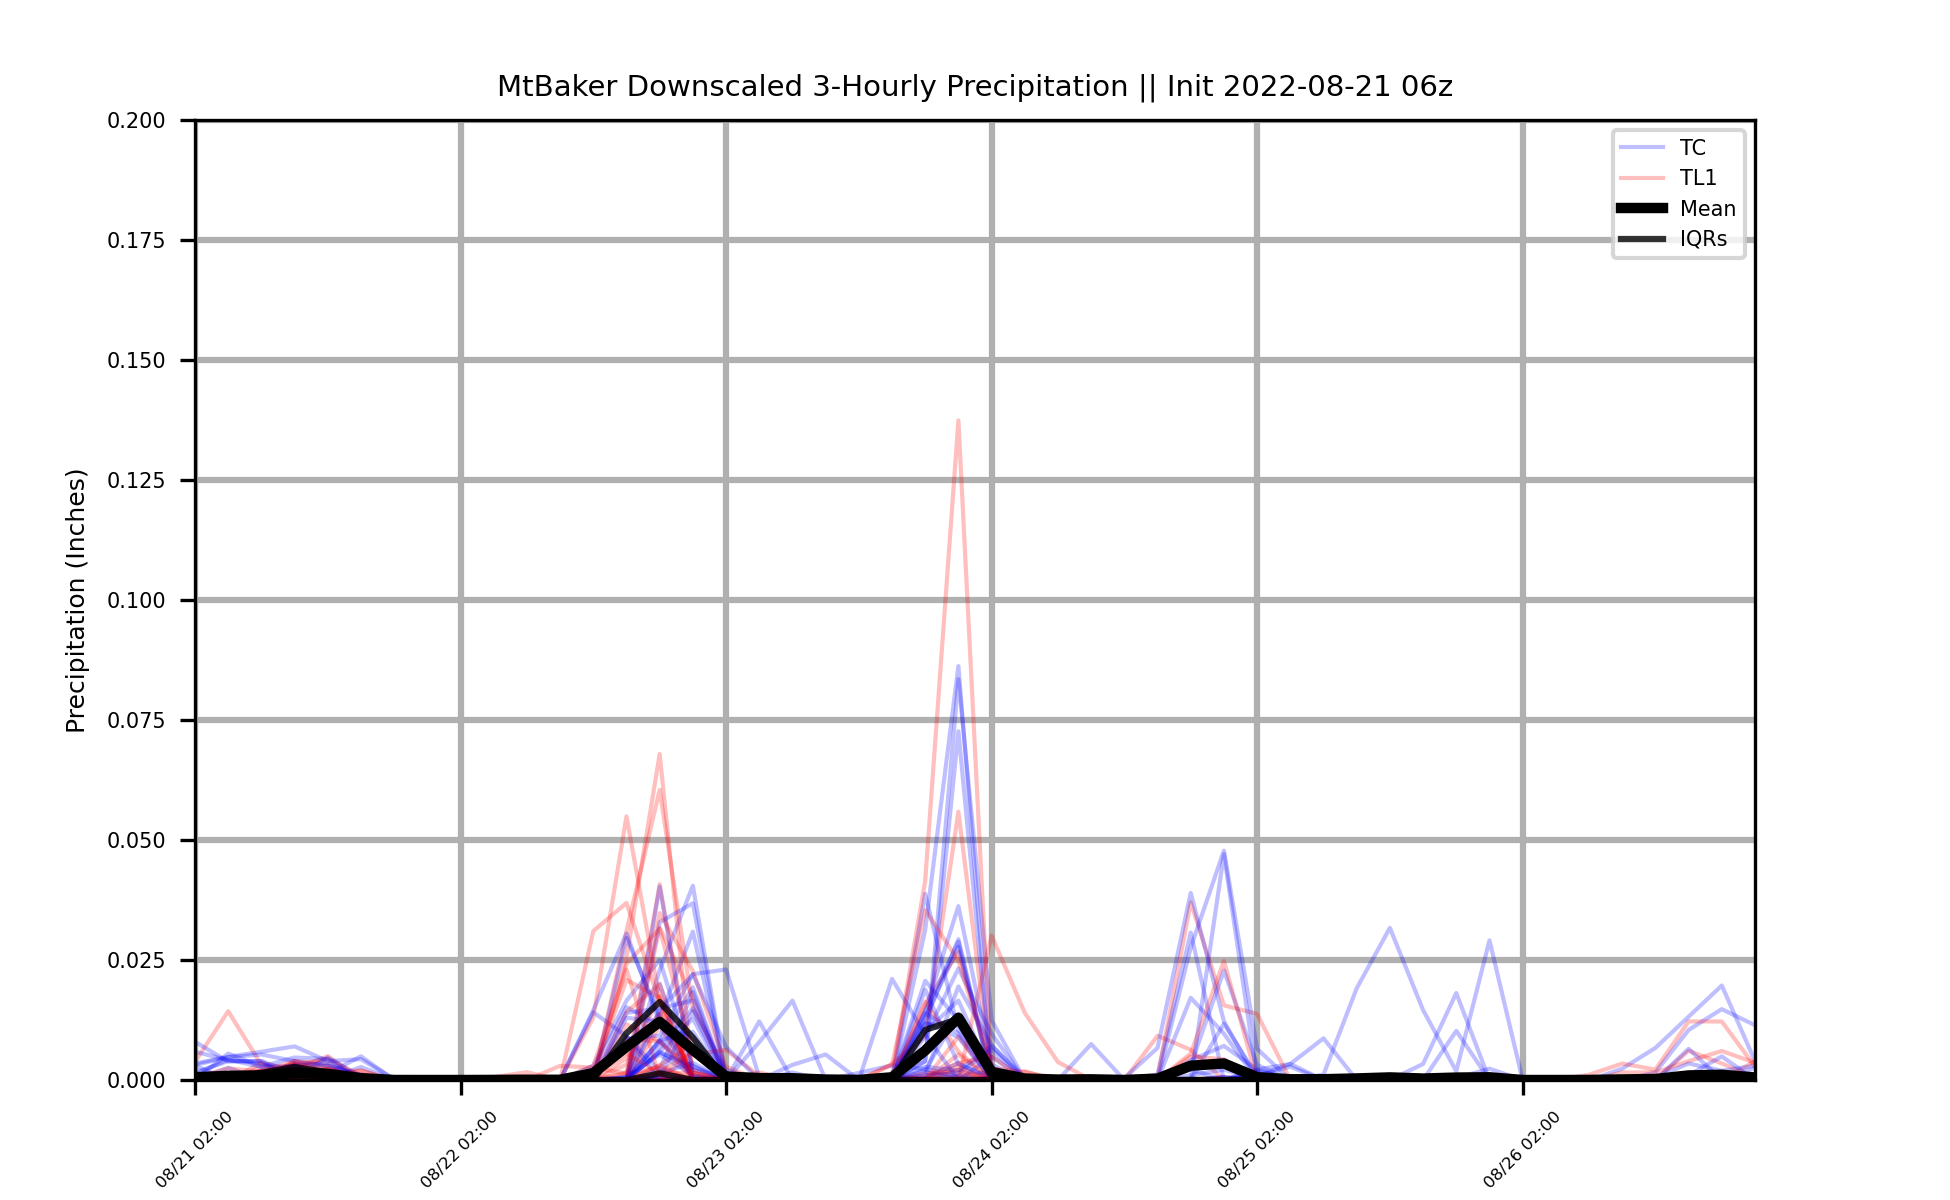 MtBaker Downscaled 3-Hourly Precipitation || Init 2022-08-21 06z
TC
TL1
Mean
IQRs
Precipitation (Inches)
0.200
0.175
0.150
0.125
0.100
0.075
0.050
0.025
0.000
08/21 02:00
08/22 02:00
08/23 02:00
08/24 02:00
08/25 02:00
08/26 02:00